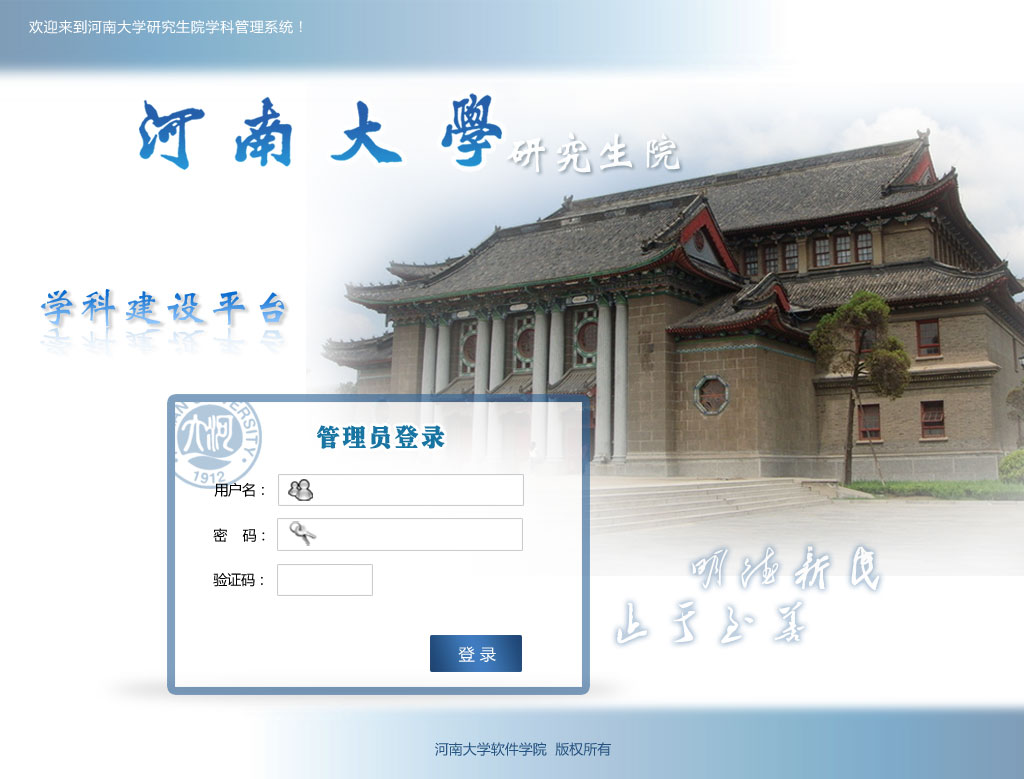 欢迎来到河南大学研究生院学科管理系统！
河南大學研究生院
学科建设平台
UNIVERSITY
河大
1912
管理员登录
用户名：
密 码：
验证码：
登录
明德新民
止于至善
河南大学软件学院 版权所有